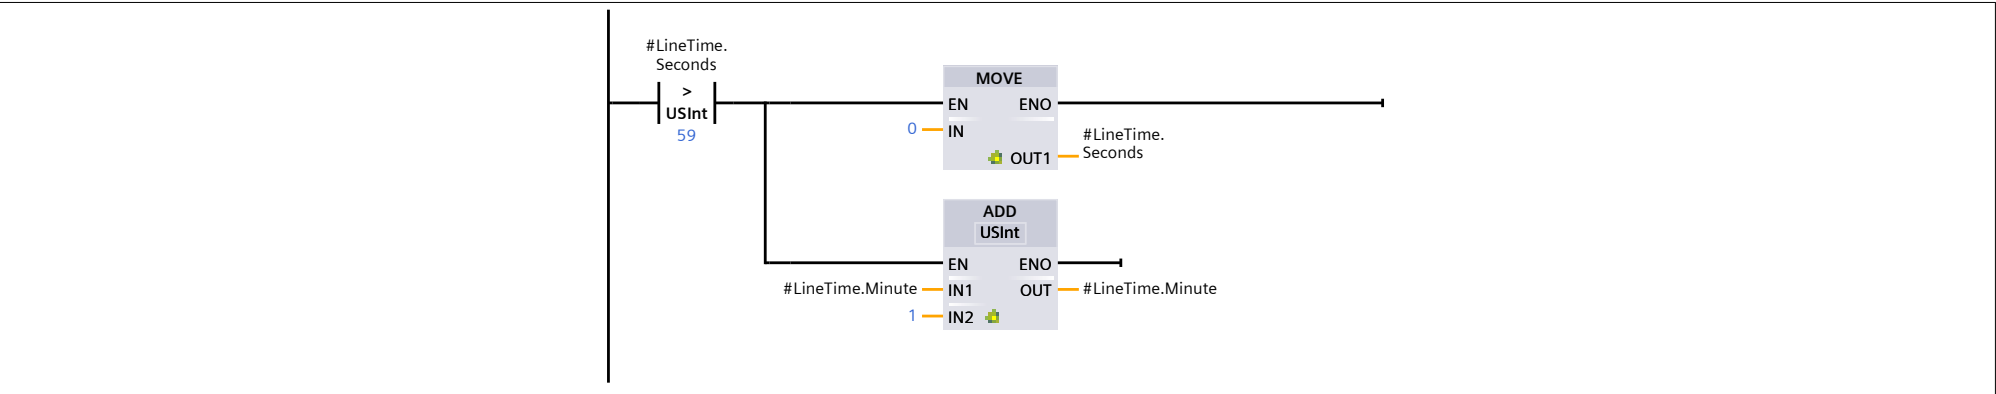 #LineTime.
Seconds
>
USInt
59
MOVE
EN ENO
0 IN
OUT1
#LineTime.
Seconds
ADD
USInt
EN ENO
#LineTime.Minute IN1 OUT #LineTime.Minute
1 IN2